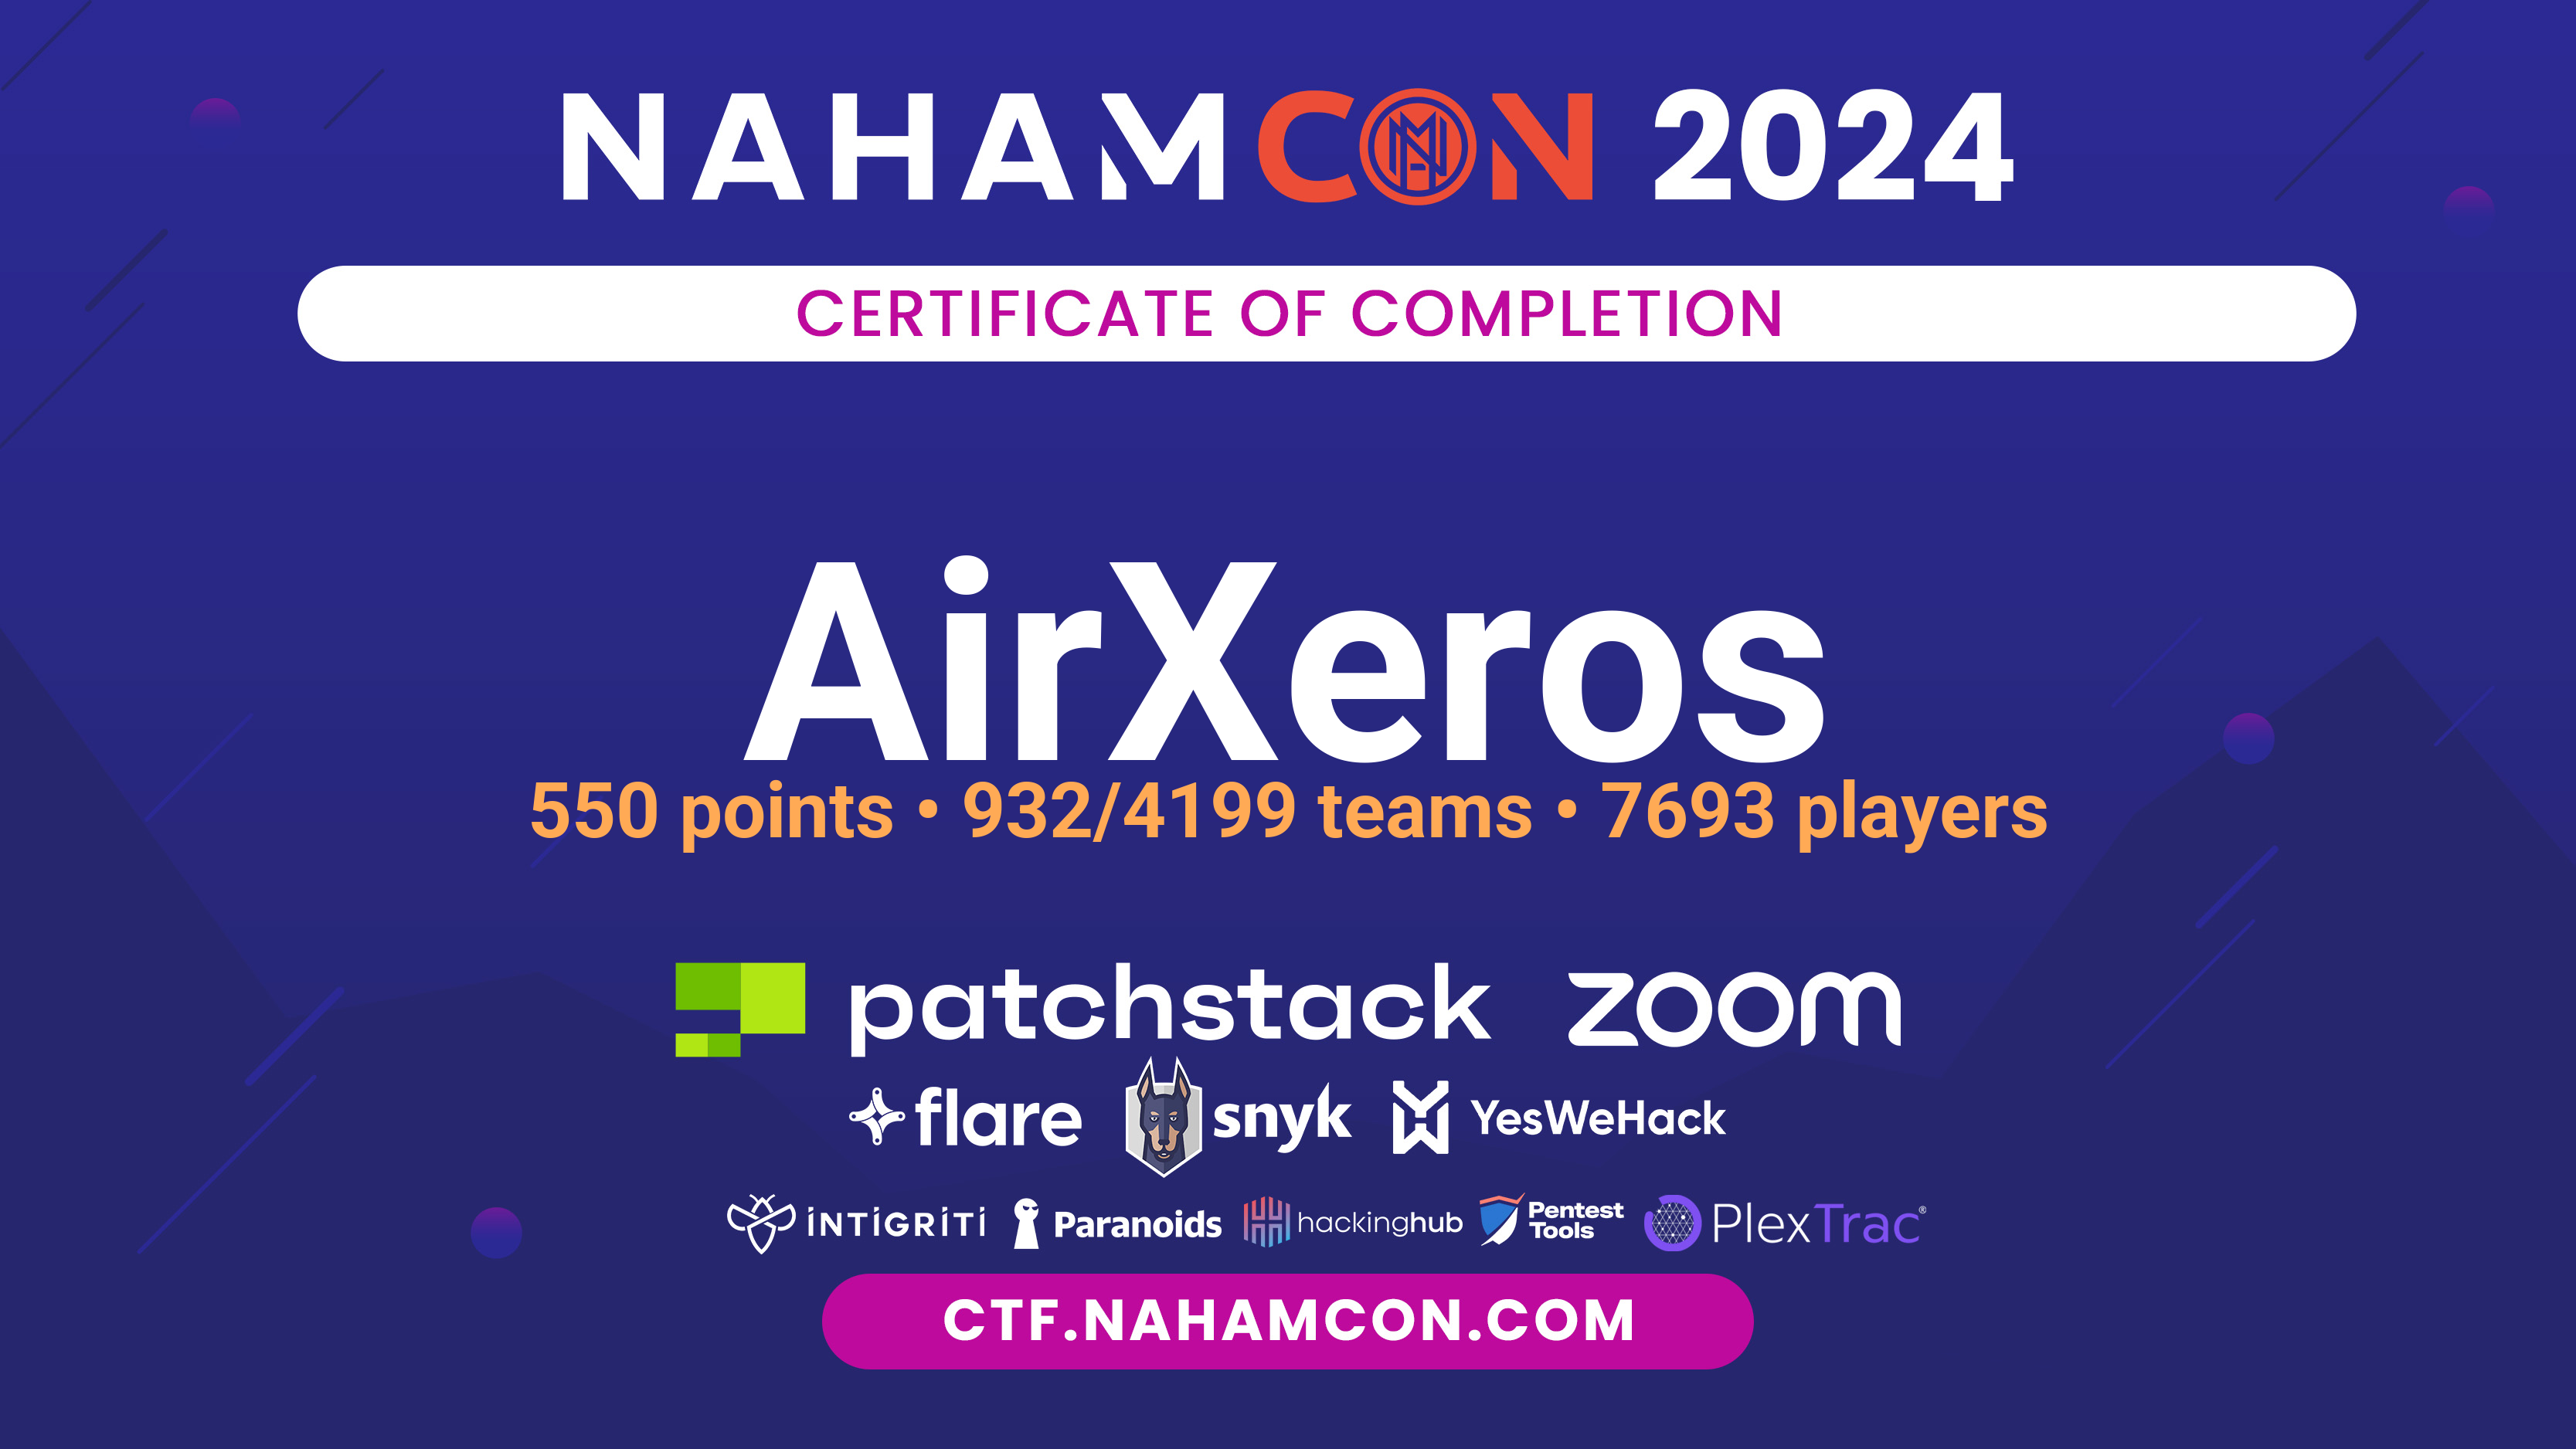 NAHAMCON 2024
CERTIFICATE OF COMPLETION
AirXeros
550 points • 932/4199 teams • 7693 players
patchstack zoom
flare snyk YesWeHack
INTIGRITI Paranoids hackinghub Pentest Tools PlexTrac®
CTF.NAHAMCON.COM